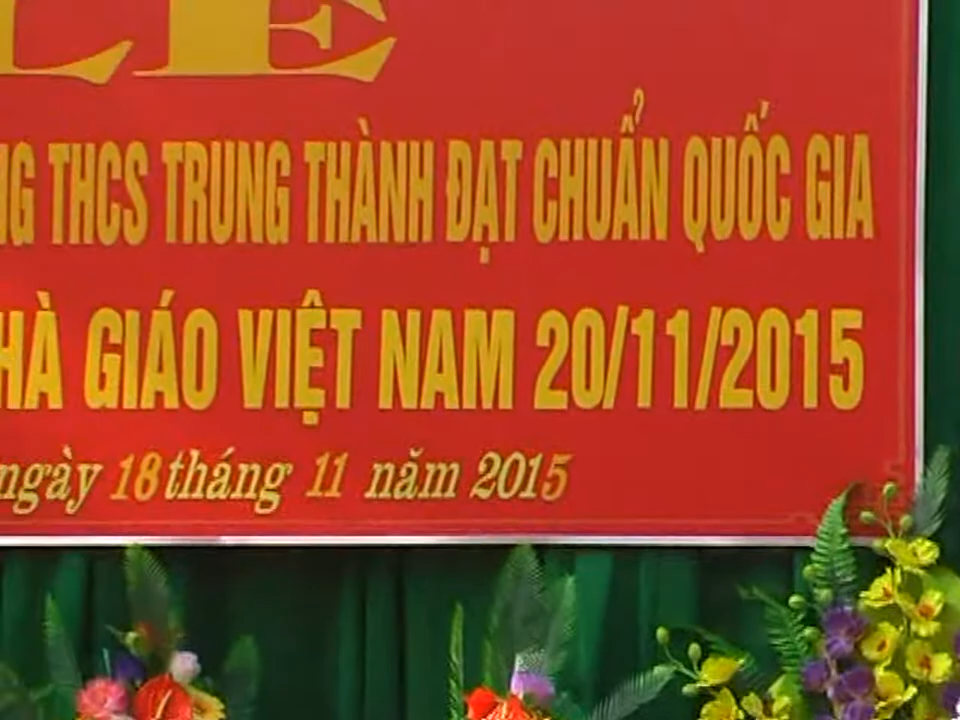 LỄ
THCS TRUNG THÀNH ĐẠT CHUẨN QUỐC GIA
GIÁO VIỆT NAM 20/11/2015
ngày 18 tháng 11 năm 2015